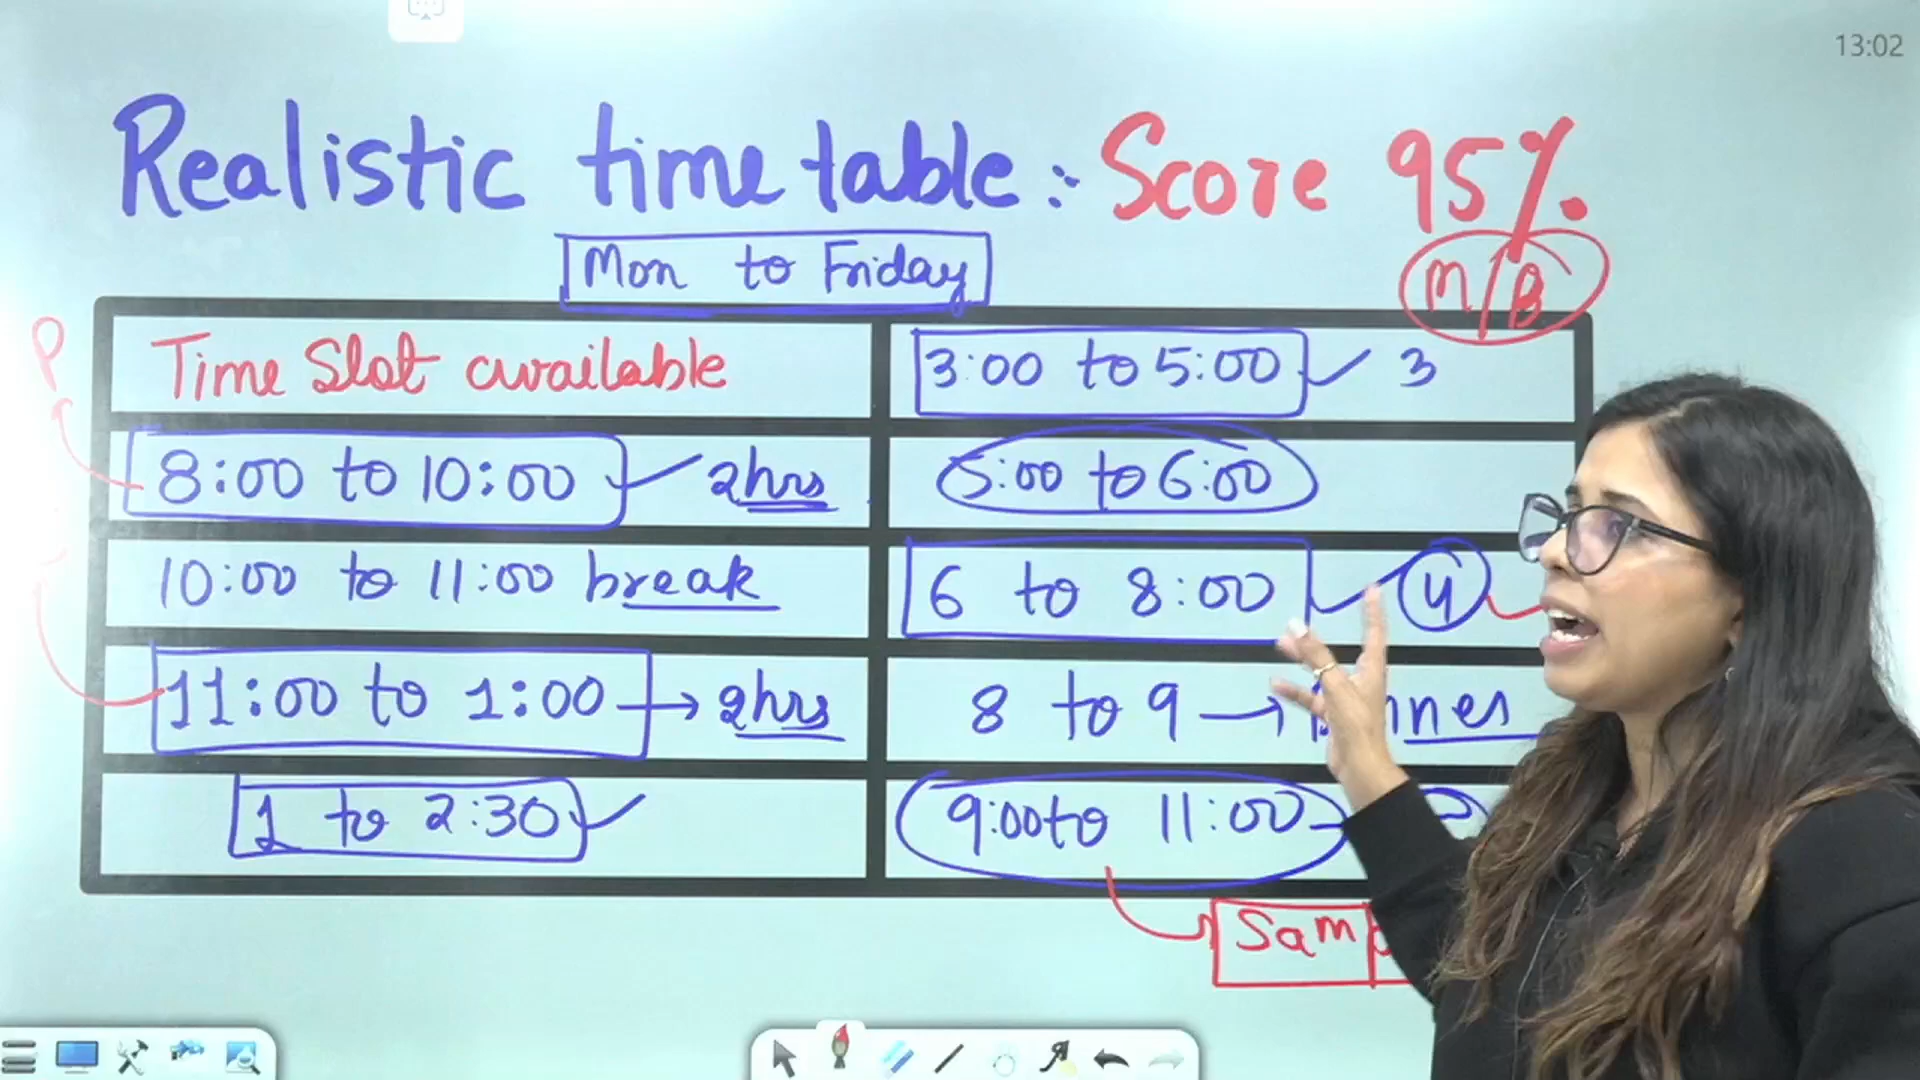 13:02
Realistic time table : Score 95%
Mon to Friday
M/B
P
Time Slot available
8:00 to 10:00 2hrs
10:00 to 11:00 break
11:00 to 1:00 → 2hrs
1 to 2:30
3:00 to 5:00 3
5:00 to 6:00
6 to 8:00 4
8 to 9 →
9:00 to 11:00